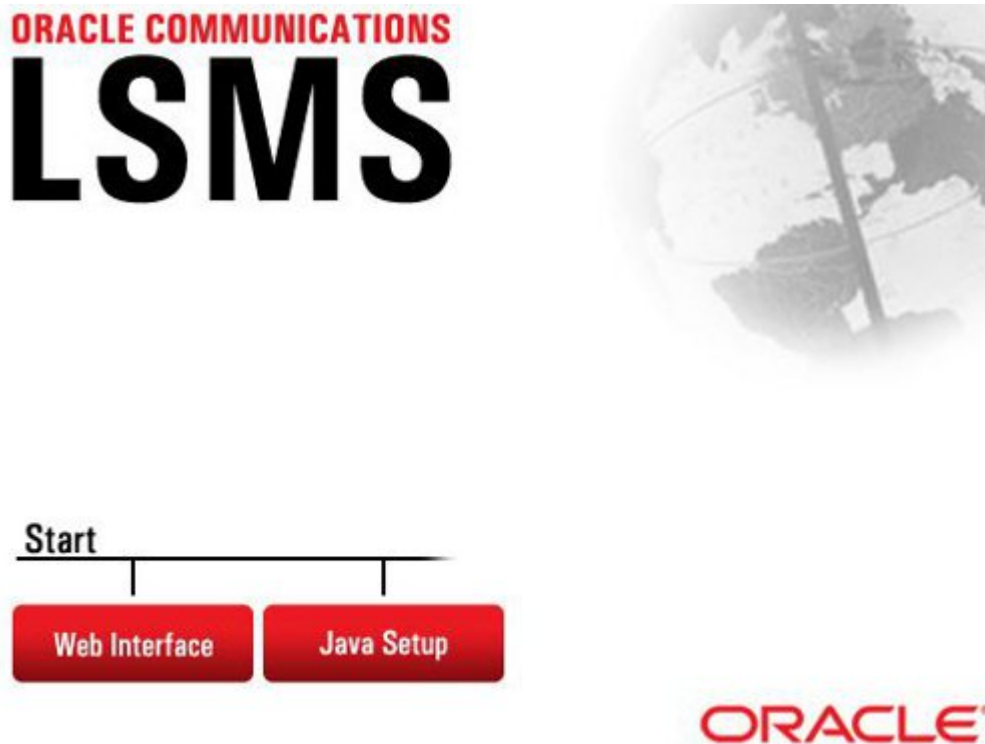 ORACLE COMMUNICATIONS
LSMS
Start
Web Interface
Java Setup
ORACLE